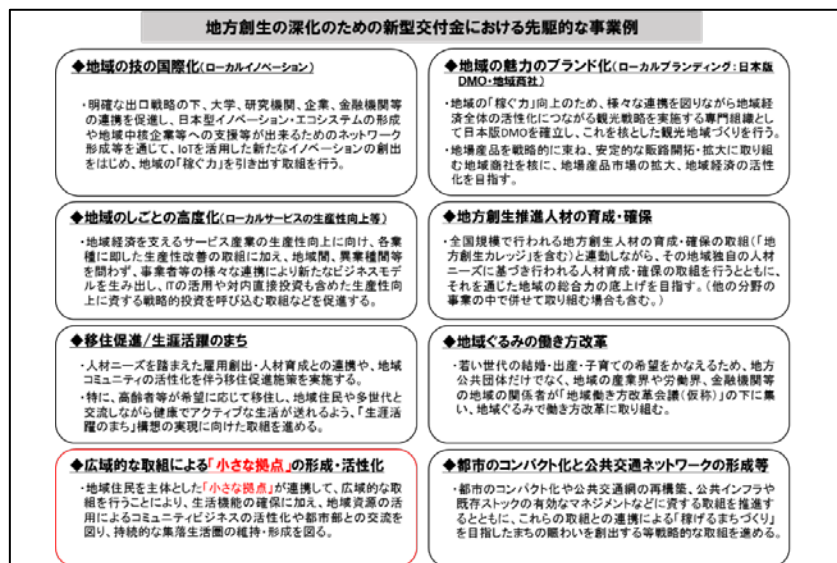 地方創生の深化のための新型交付金における先駆的な事業例
◆地域の技の国際化(ローカルイノベーション)
・明確な出口戦略の下、大学、研究機関、企業、金融機関等
の連携を促進し、日本型イノベーション・エコシステムの形成
や地域中核企業等への支援等が出来るためのネットワーク
形成等を通じて、IoTを活用した新たなイノベーションの創出
をはじめ、地域の「稼ぐ力」を引き出す取組を行う。
◆地域の魅力のブランド化(ローカルブランディング:日本版
DMO・地域商社)
・地域の「稼ぐ力」向上のため、様々な連携を図りながら地域経
済全体の活性化につながる観光戦略を実施する専門組織と
して日本版DMOを確立し、これを核とした観光地域づくりを行う。
・地場産品を戦略的に束ね、安定的な販路開拓・拡大に取り組
む地域商社を核に、地場産品市場の拡大、地域経済の活性
化を目指す。
◆地域のしごとの高度化(ローカルサービスの生産性向上等)
・地域経済を支えるサービス産業の生産性向上に向け、各業
種に即した生産性改善の取組に加え、地域間、異業種間等
を問わず、事業者等の様々な連携により新たなビジネスモデ
ルを生み出し、ITの活用や対内直接投資も含めた生産性向
上に資する戦略的投資を呼び込む取組などを促進する。
◆地方創生推進人材の育成・確保
・全国規模で行われる地方創生人材の育成・確保の取組(「地
方創生カレッジ」を含む)と連動しながら、その地域独自の人材
ニーズに基づき行われる人材育成・確保の取組を行うとともに、
それを通じた地域の総合力の底上げを目指す。(他の分野の
事業の中で併せて取り組む場合も含む。)
◆移住促進/生涯活躍のまち
・人材ニーズを踏まえた雇用創出・人材育成との連携や、地域
コミュニティの活性化を伴う移住促進施策を実施する。
・特に、高齢者等が希望に応じて移住し、地域住民や多世代と
交流しながら健康でアクティブな生活が送れるよう、「生涯活
躍のまち」構想の実現に向けた取組を進める。
◆地域ぐるみの働き方改革
・若い世代の結婚・出産・子育ての希望をかなえるため、地方
公共団体だけでなく、地域の産業界や労働界、金融機関等
の地域の関係者が「地域働き方改革会議(仮称)」の下に集
い、地域ぐるみで働き方改革に取り組む。
◆広域的な取組による「小さな拠点」の形成・活性化
・地域住民を主体とした「小さな拠点」が連携して、広域的な取
組を行うことにより、生活機能の確保に加え、地域資源の活
用によるコミュニティビジネスの活性化や都市部との交流を
図り、持続的な集落生活圏の維持・形成を図る。
◆都市のコンパクト化と公共交通ネットワークの形成等
・都市のコンパクト化や公共交通網の再構築、公共インフラや
既存ストックの有効なマネジメントなどに資する取組を推進す
るとともに、これらの取組との連携による「稼げるまちづくり」
を目指したまちの賑わいを創出する等戦略的な取組を進める。